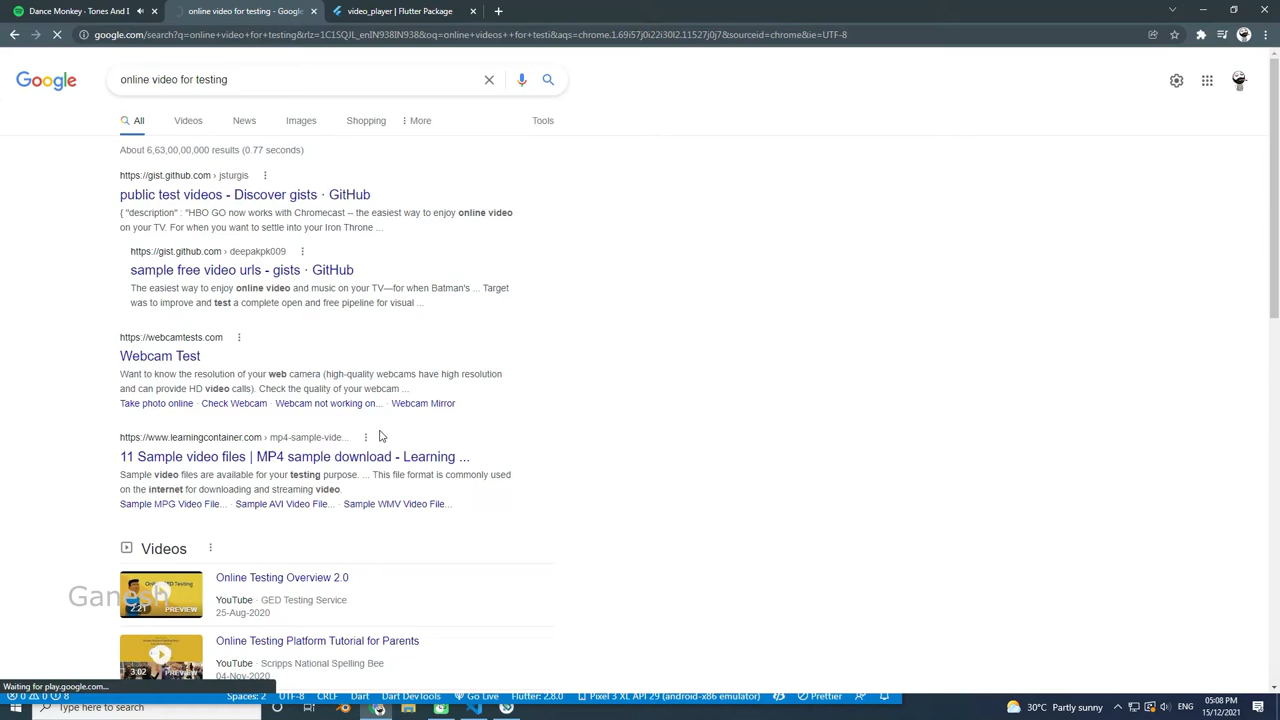 Dance Monkey - Tones And I
online video for testing
video_player | Flutter Package
google.com/search?q=online+video+for+testing&rlz=1C1SQJL_enIN938IN938&oq=online+videos++for+testi&aqs=chrome.1.69i57j0i22i30l2.11527j0j7&sourceid=chrome&ie=UTF-8
Google
online video for testing
All
Videos
News
Images
Shopping
More
Tools
About 6,63,00,00,000 results (0.77 seconds)
https://gist.github.com › jsturgis
public test videos - Discover gists · GitHub
{ "description" : "HBO GO now works with Chromecast -- the easiest way to enjoy online video
on your TV. For when you want to settle into your Iron Throne ...
https://gist.github.com › deepakpk009
sample free video urls - gists · GitHub
The easiest way to enjoy online video and music on your TV—for when Batman's ... Target
was to improve and test a complete open and free pipeline for visual ...
https://webcamtests.com
Webcam Test
Want to know the resolution of your web camera (high-quality webcams have high resolution
and can provide HD video calls). Check the quality of your webcam ...
Take photo online · Check Webcam · Webcam not working on... · Webcam Mirror
https://www.learningcontainer.com › mp4-sample-vide...
11 Sample video files | MP4 sample download - Learning ...
Sample video files are available for your testing purpose. ... This file format is commonly used
on the internet for downloading and streaming video.
Sample MPG Video File... · Sample AVI Video File... · Sample WMV Video File...
Videos
Online Testing Overview 2.0
2:21
PREVIEW
YouTube · GED Testing Service
25-Aug-2020
Ganesh
Online Testing Platform Tutorial for Parents
3:02
PREVIEW
YouTube · Scripps National Spelling Bee
04-Nov-2020
Waiting for play.google.com...
0 0 8
Spaces: 2
UTF-8
CRLF
Dart
Dart DevTools
Go Live
Flutter: 2.8.0
Pixel 3 XL API 29 (android-x86 emulator)
Prettier
Type here to search
30°C Partly sunny
ENG
05:08 PM
15/12/2021